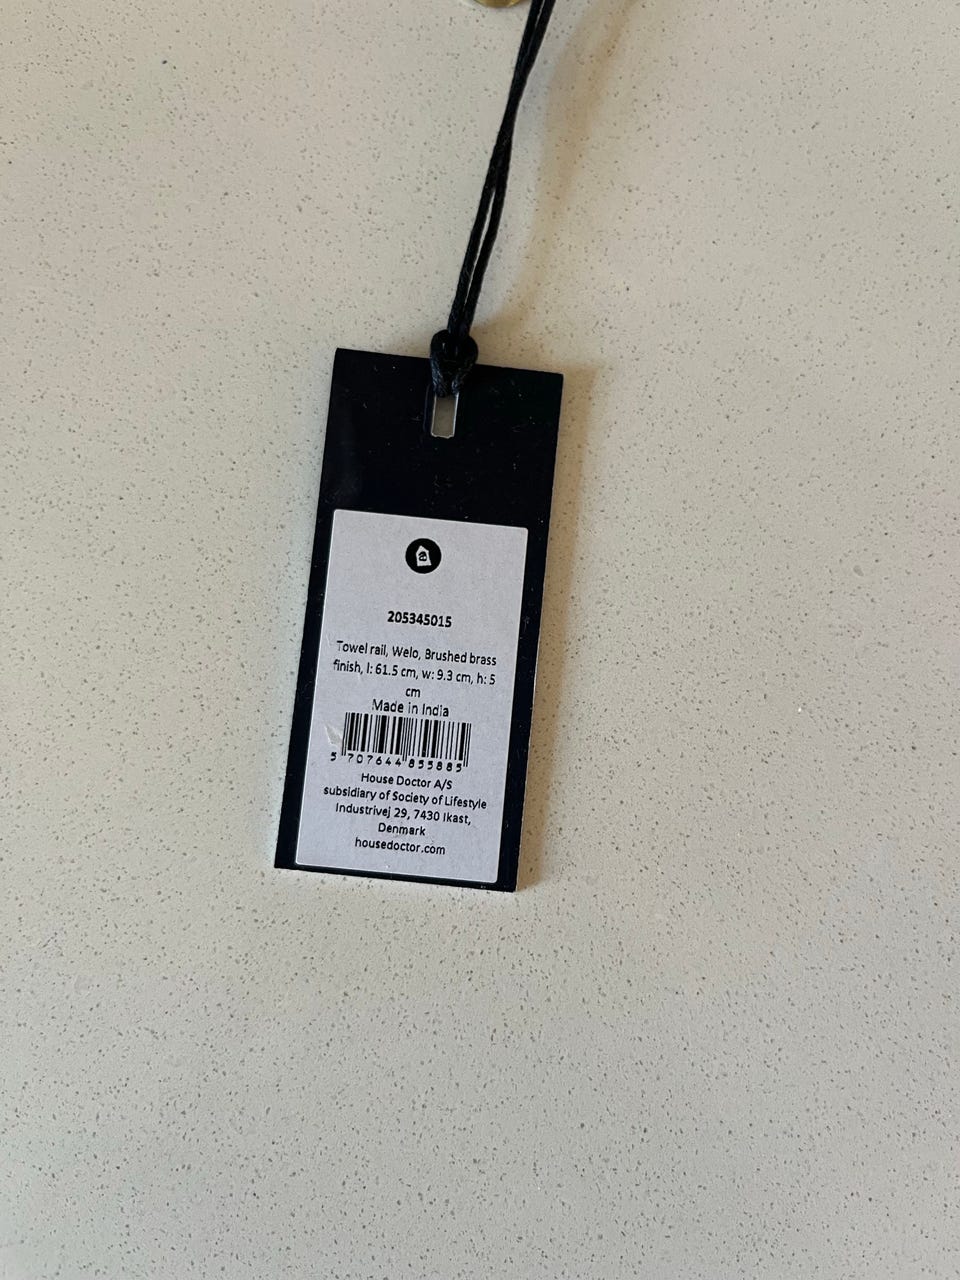 205345015
Towel rail, Welo, Brushed brass
finish, l: 61.5 cm, w: 9.3 cm, h: 5
cm
Made in India
5 707644 855885
House Doctor A/S
subsidiary of Society of Lifestyle
Industrivej 29, 7430 Ikast,
Denmark
housedoctor.com